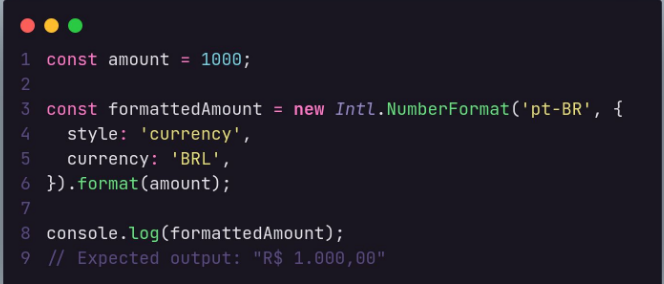 1 const amount = 1000;
2
3 const formattedAmount = new Intl.NumberFormat('pt-BR', {
4   style: 'currency',
5   currency: 'BRL',
6 }).format(amount);
7
8 console.log(formattedAmount);
9 // Expected output: "R$ 1.000,00"